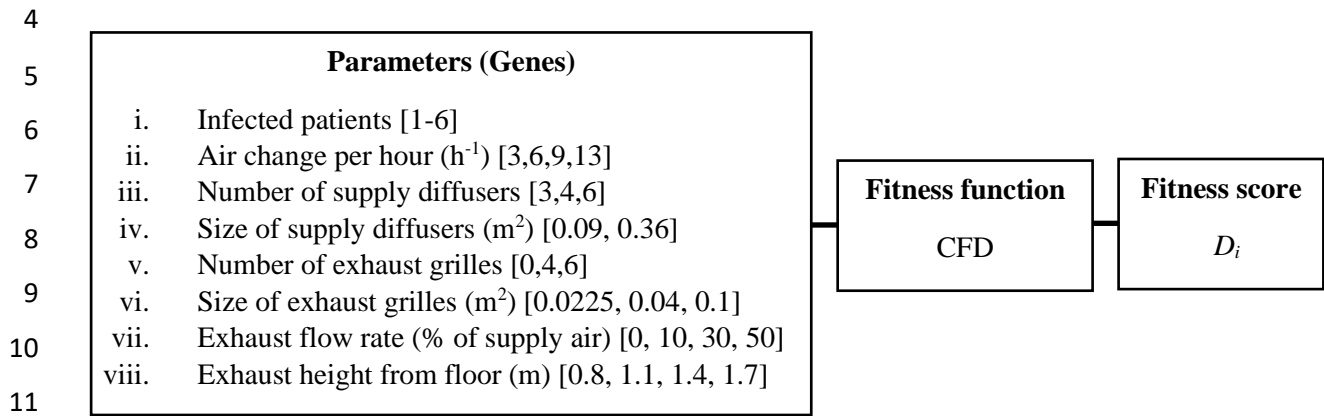 4
5
6
7
8
9
10
11
Parameters (Genes)
i. Infected patients [1-6]
ii. Air change per hour (h⁻¹) [3,6,9,13]
iii. Number of supply diffusers [3,4,6]
iv. Size of supply diffusers (m²) [0.09, 0.36]
v. Number of exhaust grilles [0,4,6]
vi. Size of exhaust grilles (m²) [0.0225, 0.04, 0.1]
vii. Exhaust flow rate (% of supply air) [0, 10, 30, 50]
viii. Exhaust height from floor (m) [0.8, 1.1, 1.4, 1.7]
Fitness function
CFD
Fitness score
Dᵢ